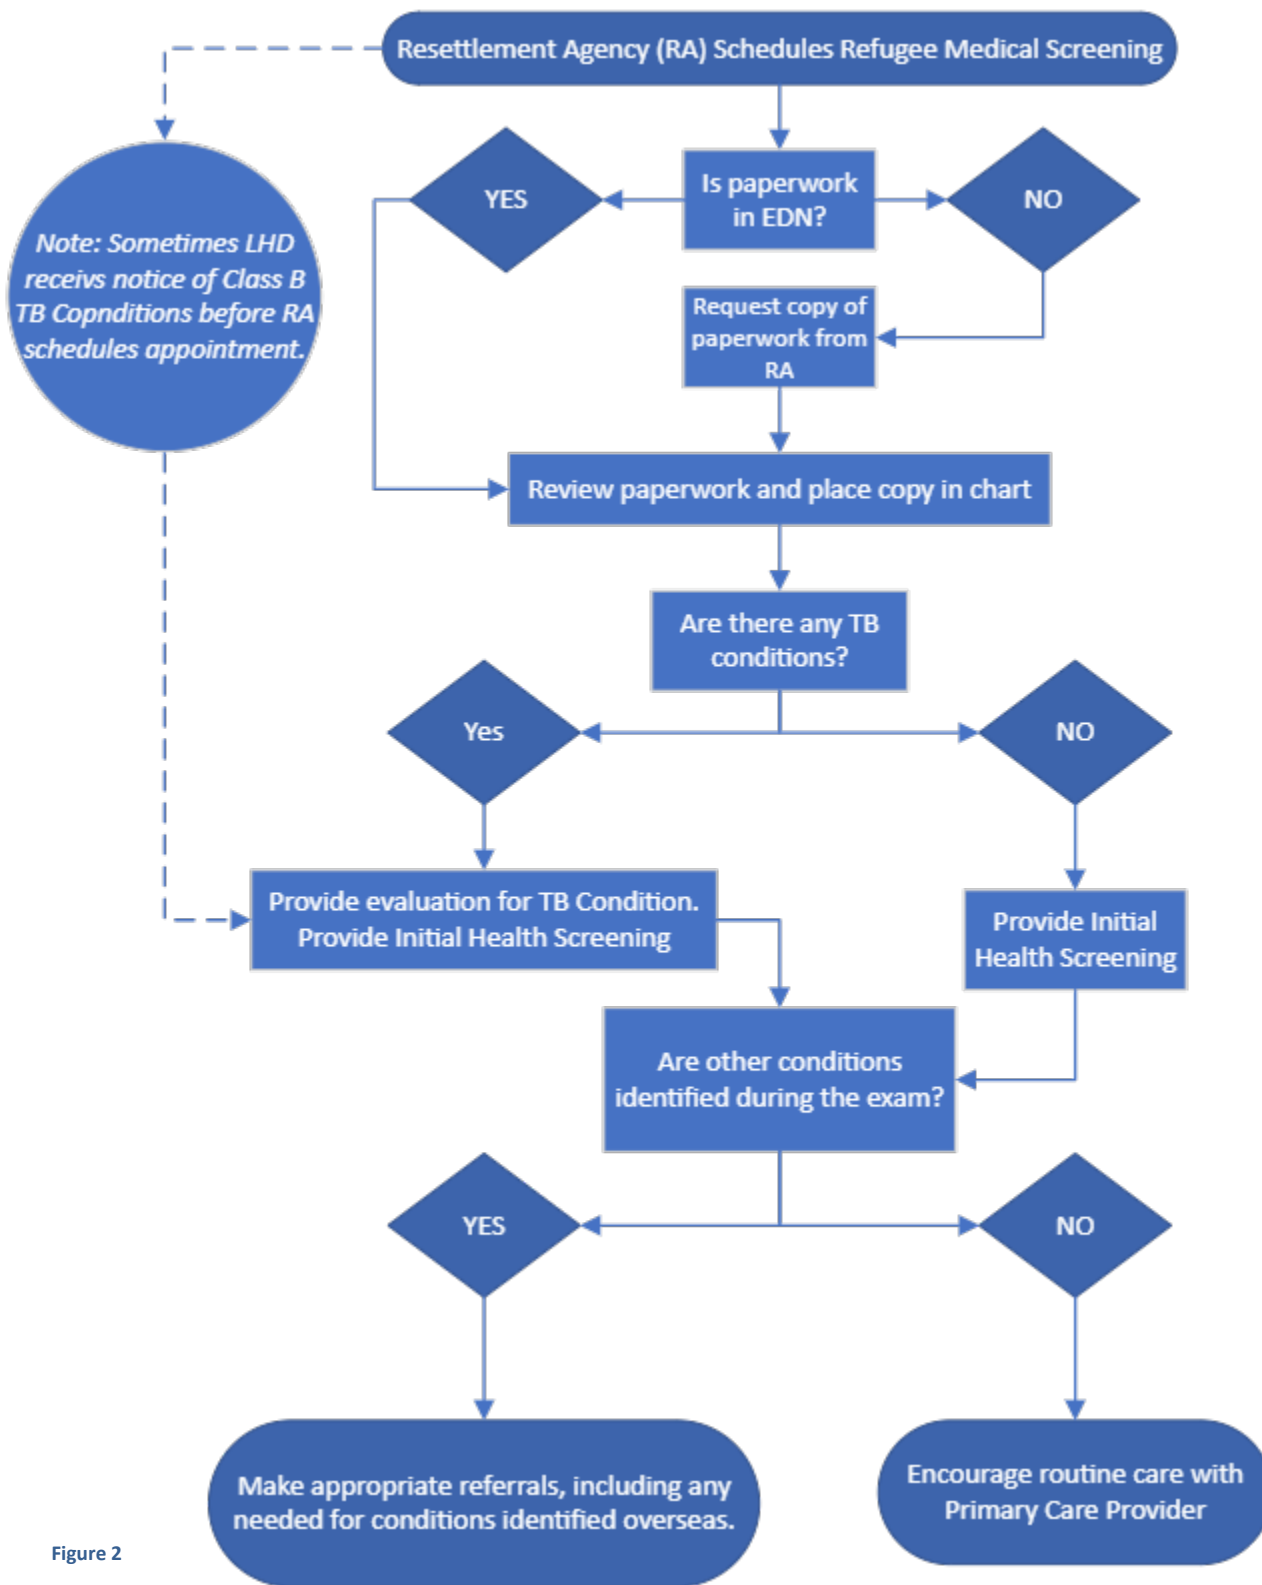 Resettlement Agency (RA) Schedules Refugee Medical Screening
YES
Is paperwork
in EDN?
NO
Note: Sometimes LHD
receivs notice of Class B
TB Copnditions before RA
schedules appointment.
Request copy of
paperwork from
RA
Review paperwork and place copy in chart
Are there any TB
conditions?
Yes
NO
Provide evaluation for TB Condition.
Provide Initial Health Screening
Provide Initial
Health Screening
Are other conditions
identified during the exam?
YES
NO
Make appropriate referrals, including any
needed for conditions identified overseas.
Encourage routine care with
Primary Care Provider
Figure 2